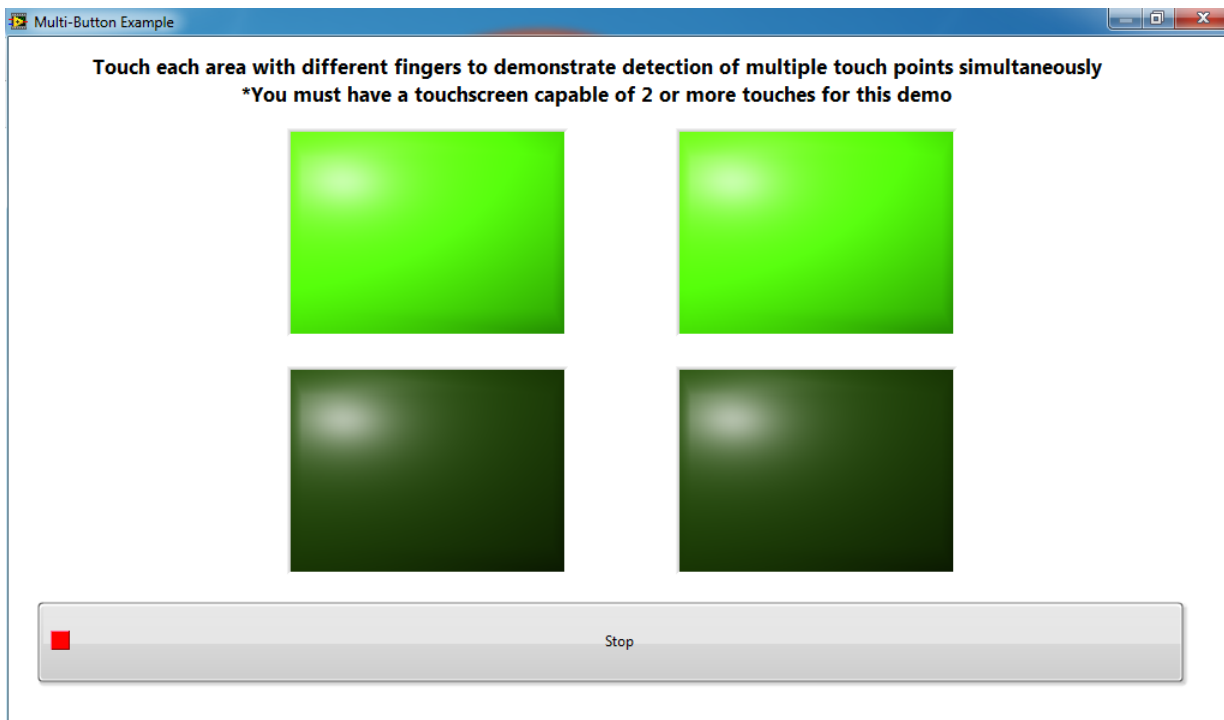 Multi-Button Example
Touch each area with different fingers to demonstrate detection of multiple touch points simultaneously
*You must have a touchscreen capable of 2 or more touches for this demo
Stop